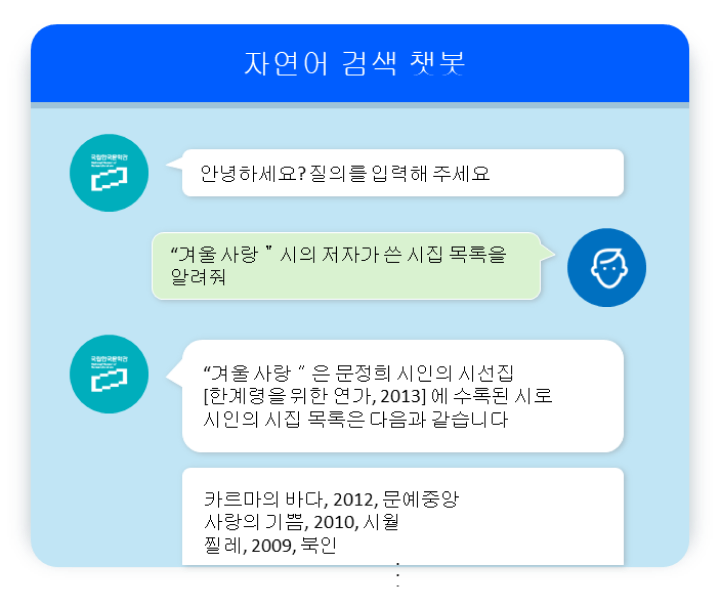 자연어 검색 챗봇
국립한국문학관
안녕하세요? 질의를 입력해 주세요
“겨울 사랑 " 시의 저자가 쓴 시집 목록을
알려줘
국립한국문학관
“겨울 사랑 “ 은 문정희 시인의 시선집
[한계령을 위한 연가, 2013] 에 수록된 시로
시인의 시집 목록은 다음과 같습니다
카르마의 바다, 2012, 문예중앙
사랑의 기쁨, 2010, 시월
찔레, 2009, 북인